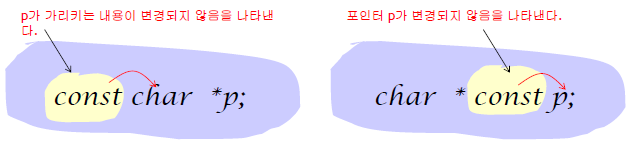 p가 가리키는 내용이 변경되지 않음을 나타낸
다.
const char *p;
포인터 p가 변경되지 않음을 나타낸다.
char * const p;